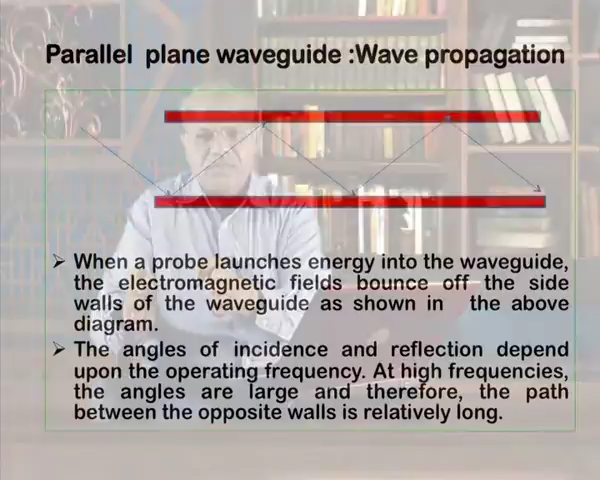 Parallel plane waveguide :Wave propagation
➢ When a probe launches energy into the waveguide,
the electromagnetic fields bounce off the side
walls of the waveguide as shown in the above
diagram.
➢ The angles of incidence and reflection depend
upon the operating frequency. At high frequencies,
the angles are large and therefore, the path
between the opposite walls is relatively long.